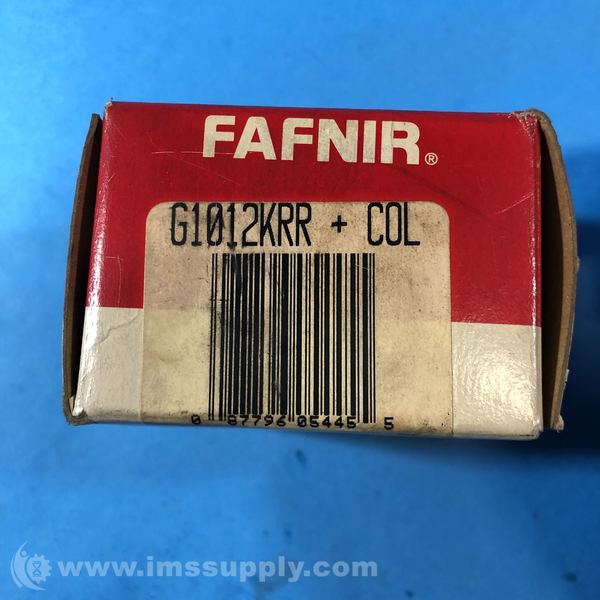 FAFNIR®
G1012KRR + COL
0 87796 05445 5
www.imssupply.com